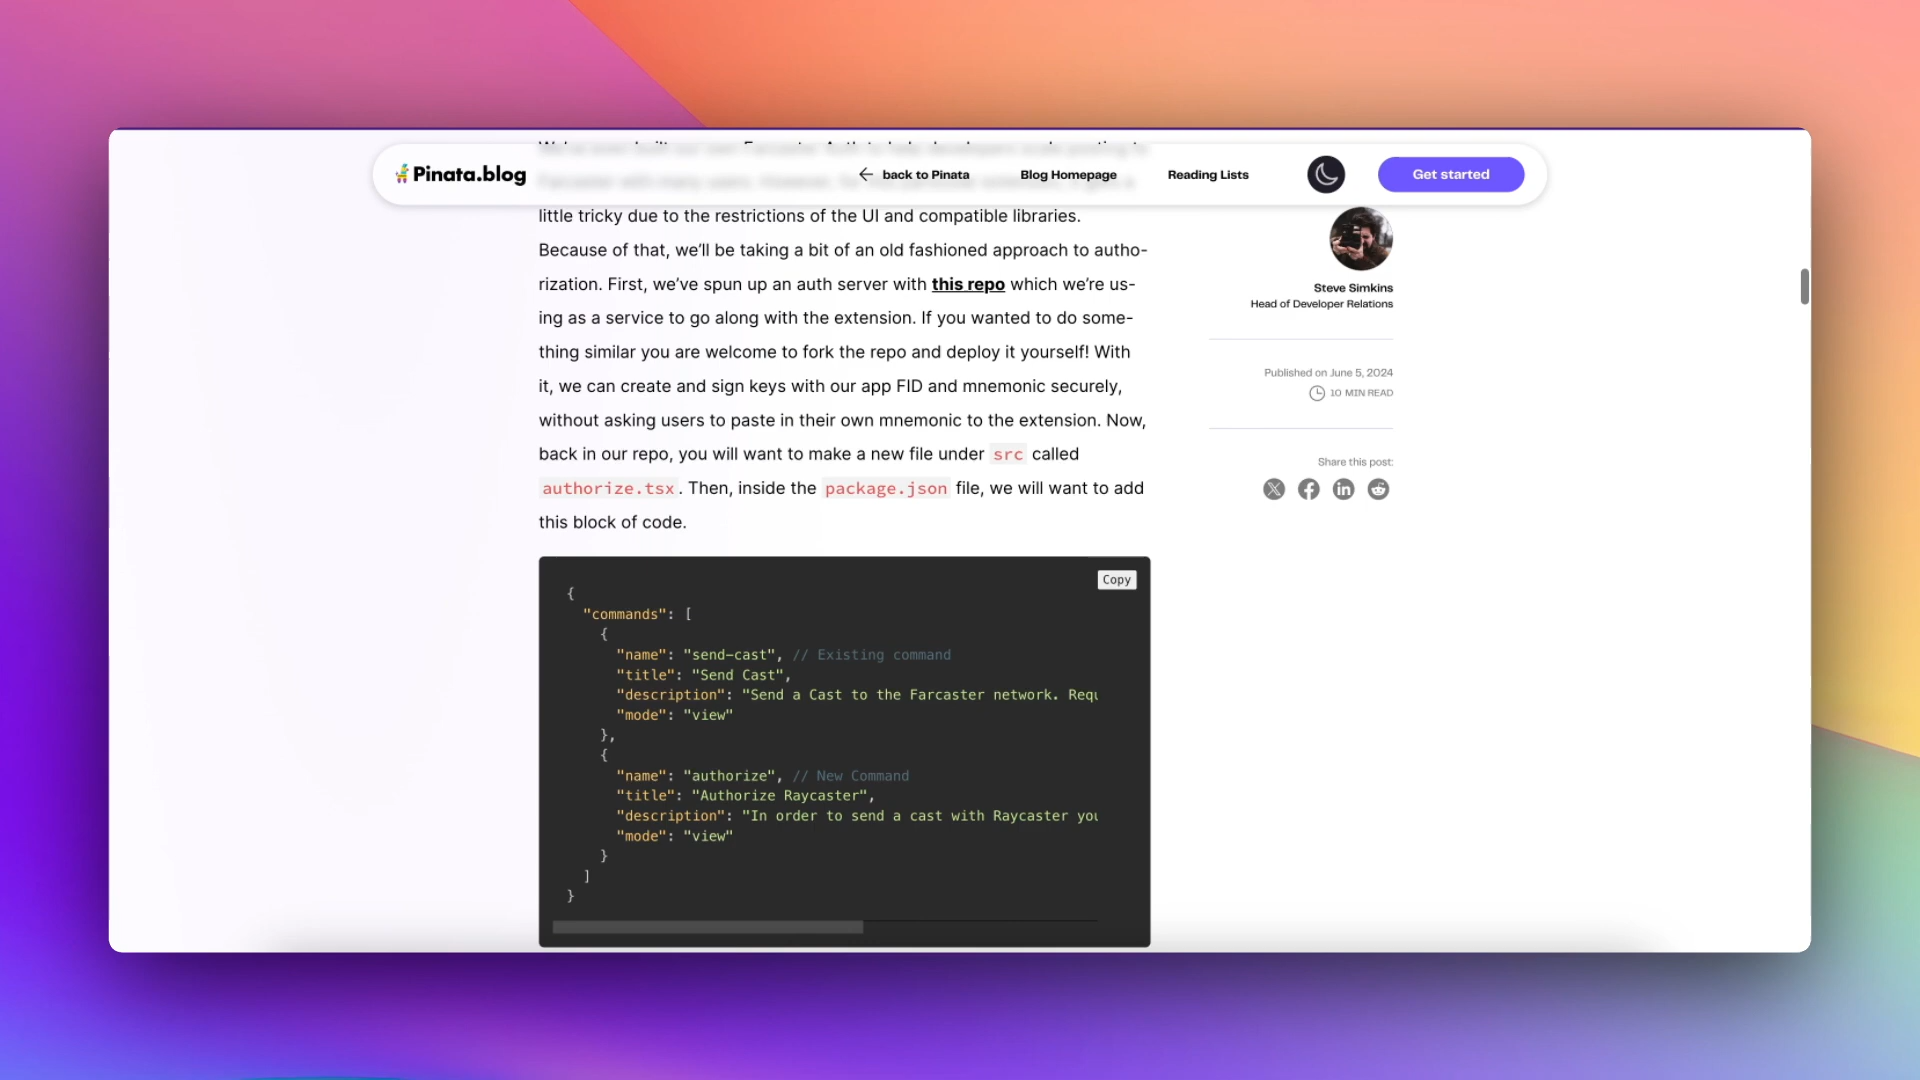 Pinata.blog
back to Pinata
Blog Homepage
Reading Lists
Get started
little tricky due to the restrictions of the UI and compatible libraries.
Because of that, we’ll be taking a bit of an old fashioned approach to autho-
rization. First, we’ve spun up an auth server with this repo which we’re us-
ing as a service to go along with the extension. If you wanted to do some-
thing similar you are welcome to fork the repo and deploy it yourself! With
it, we can create and sign keys with our app FID and mnemonic securely,
without asking users to paste in their own mnemonic to the extension. Now,
back in our repo, you will want to make a new file under src called
authorize.tsx. Then, inside the package.json file, we will want to add
this block of code.
Copy
{
"commands": [
{
"name": "send-cast", // Existing command
"title": "Send Cast",
"description": "Send a Cast to the Farcaster network. Requ
"mode": "view"
},
{
"name": "authorize", // New Command
"title": "Authorize Raycaster",
"description": "In order to send a cast with Raycaster you
"mode": "view"
}
]
}
Steve Simkins
Head of Developer Relations
Published on June 5, 2024
10 MIN READ
Share this post: